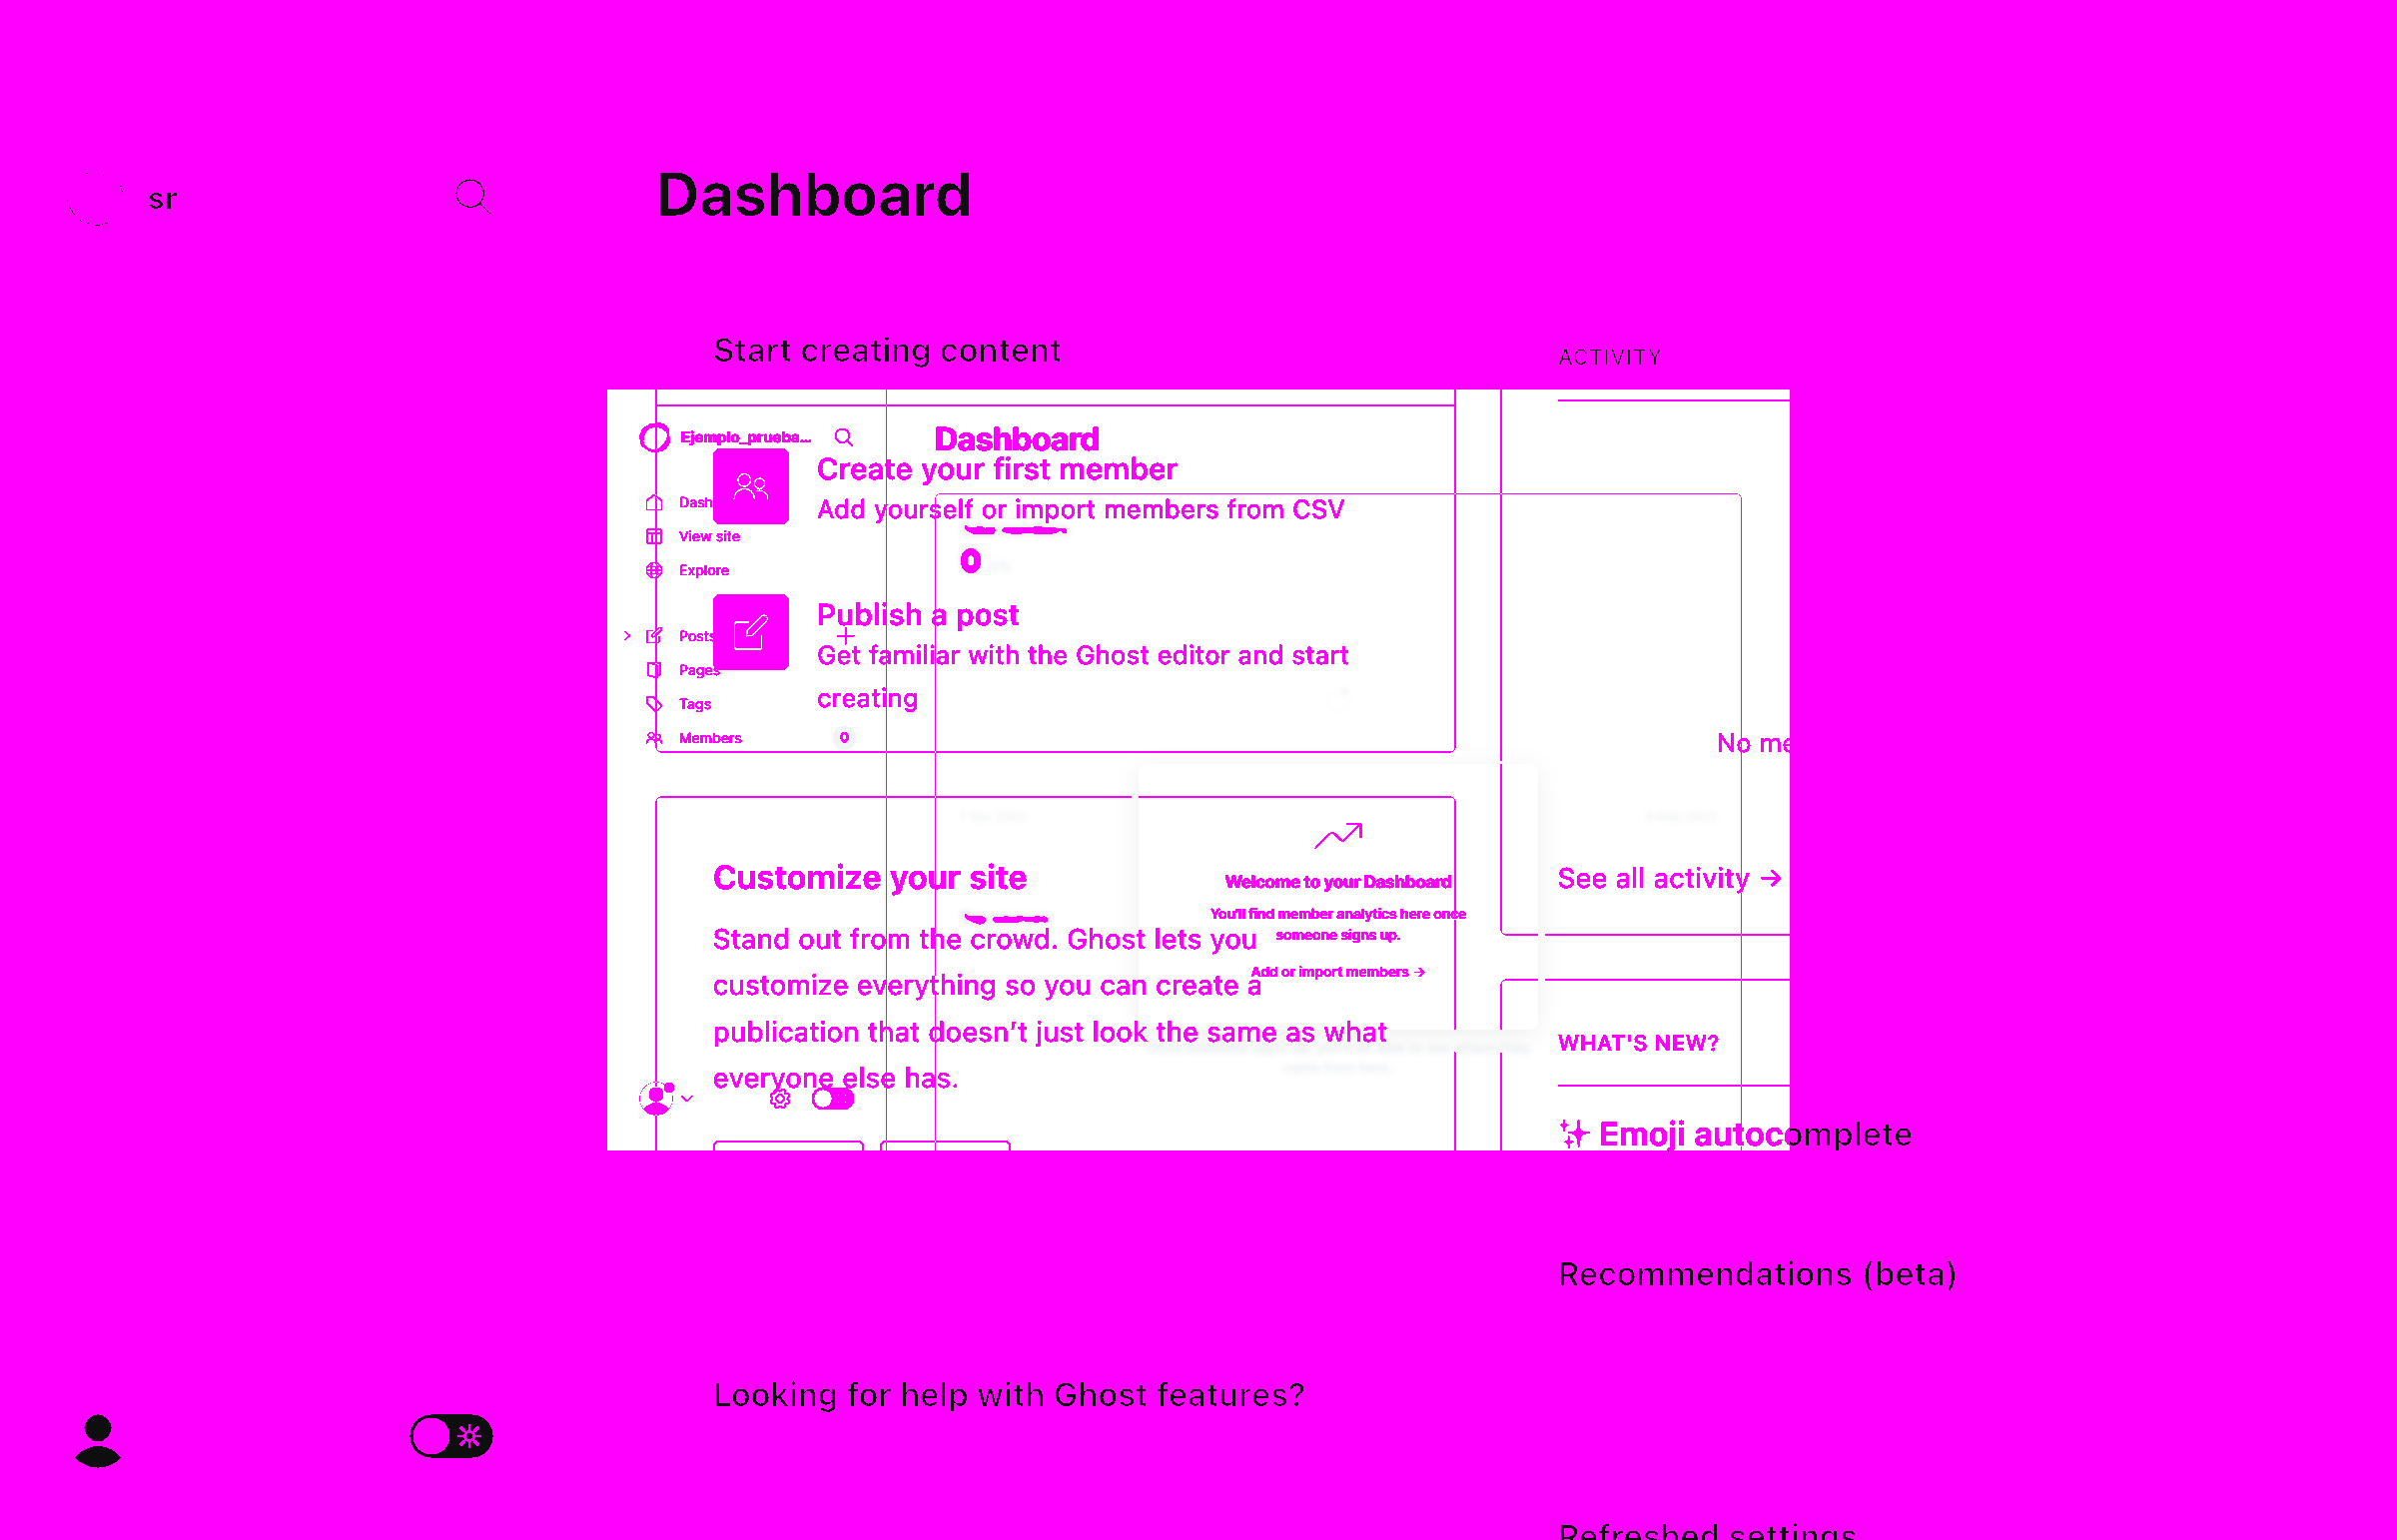 sr
Dashboard
Start creating content
ACTIVITY
Ejemplo_prueba...
Dashboard
Create your first member
Dash
Add yourself or import members from CSV
View site
0
Explore
Publish a post
Posts
Get familiar with the Ghost editor and start
Pages
creating
Tags
Members
0
No me
Customize your site
Welcome to your Dashboard
See all activity →
You'll find member analytics here once
someone signs up.
Stand out from the crowd. Ghost lets you
Add or import members →
customize everything so you can create a
publication that doesn't just look the same as what
WHAT'S NEW?
everyone else has.
Emoji autocomplete
Recommendations (beta)
Looking for help with Ghost features?
Refreshed settings